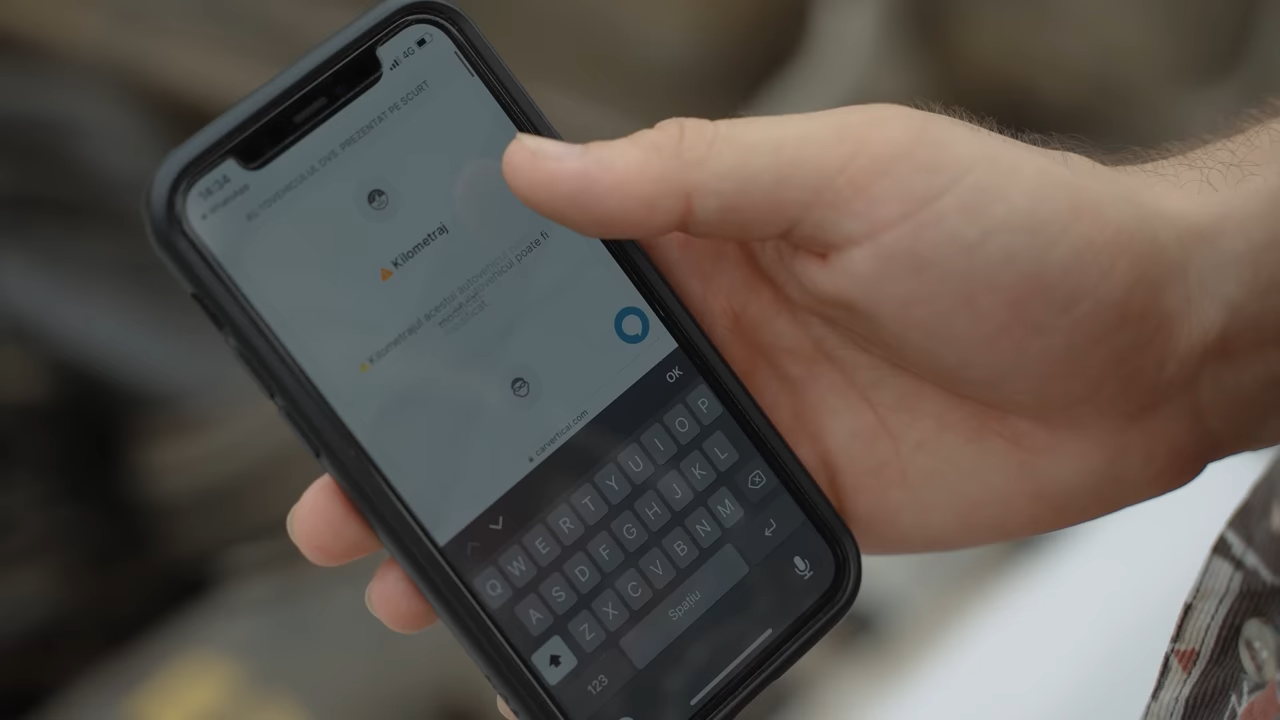 14:34
4G
WhatsApp
AUTOVEHICULUL DVS. PREZENTAT PE SCURT
Kilometraj
Kilometrajul acestui autovehicul poate fi
modificat
carvertical.com
OK
Q W E R T Y U I O P
A S D F G H J K L
Z X C V B N M
123
Spațiu